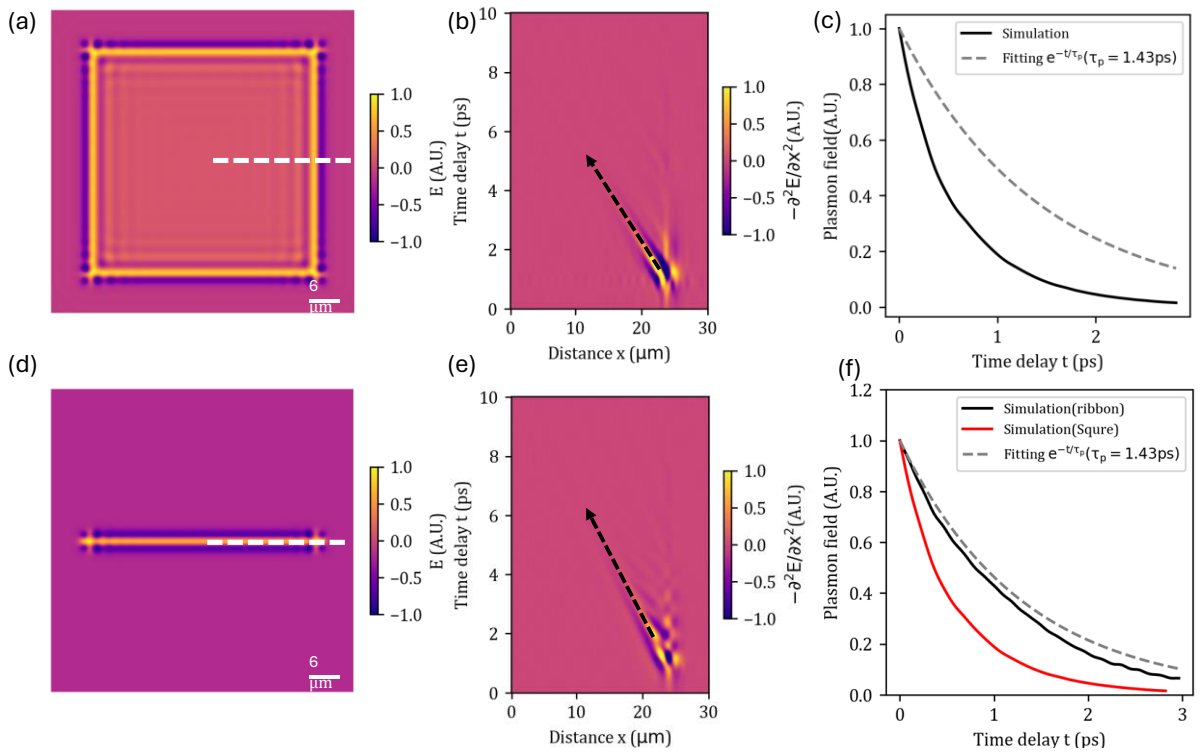 (a)
6
μm
1.0
0.5
0.0
−0.5
−1.0
E (A.U.)
(b)
10
8
6
4
2
0
Time delay t (ps)
0
10
20
30
Distance x (μm)
1.0
0.5
0.0
−0.5
−1.0
−∂²E/∂x²(A.U.)
(c)
1.0
0.8
0.6
0.4
0.2
0.0
Plasmon field(A.U.)
Simulation
Fitting e^{−t/τ_p}(τ_p = 1.43ps)
0
1
2
Time delay t (ps)
(d)
6
μm
1.0
0.5
0.0
−0.5
−1.0
E (A.U.)
(e)
10
8
6
4
2
0
Time delay t (ps)
0
10
20
30
Distance x (μm)
1.0
0.5
0.0
−0.5
−1.0
−∂²E/∂x²(A.U.)
(f)
1.2
1.0
0.8
0.6
0.4
0.2
0.0
Plasmon field (A.U.)
Simulation(ribbon)
Simulation(Squre)
Fitting e^{−t/τ_p}(τ_p = 1.43ps)
0
1
2
3
Time delay t (ps)